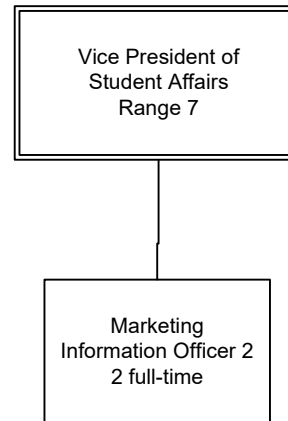 Vice President of
Student Affairs
Range 7
Marketing
Information Officer 2
2 full-time